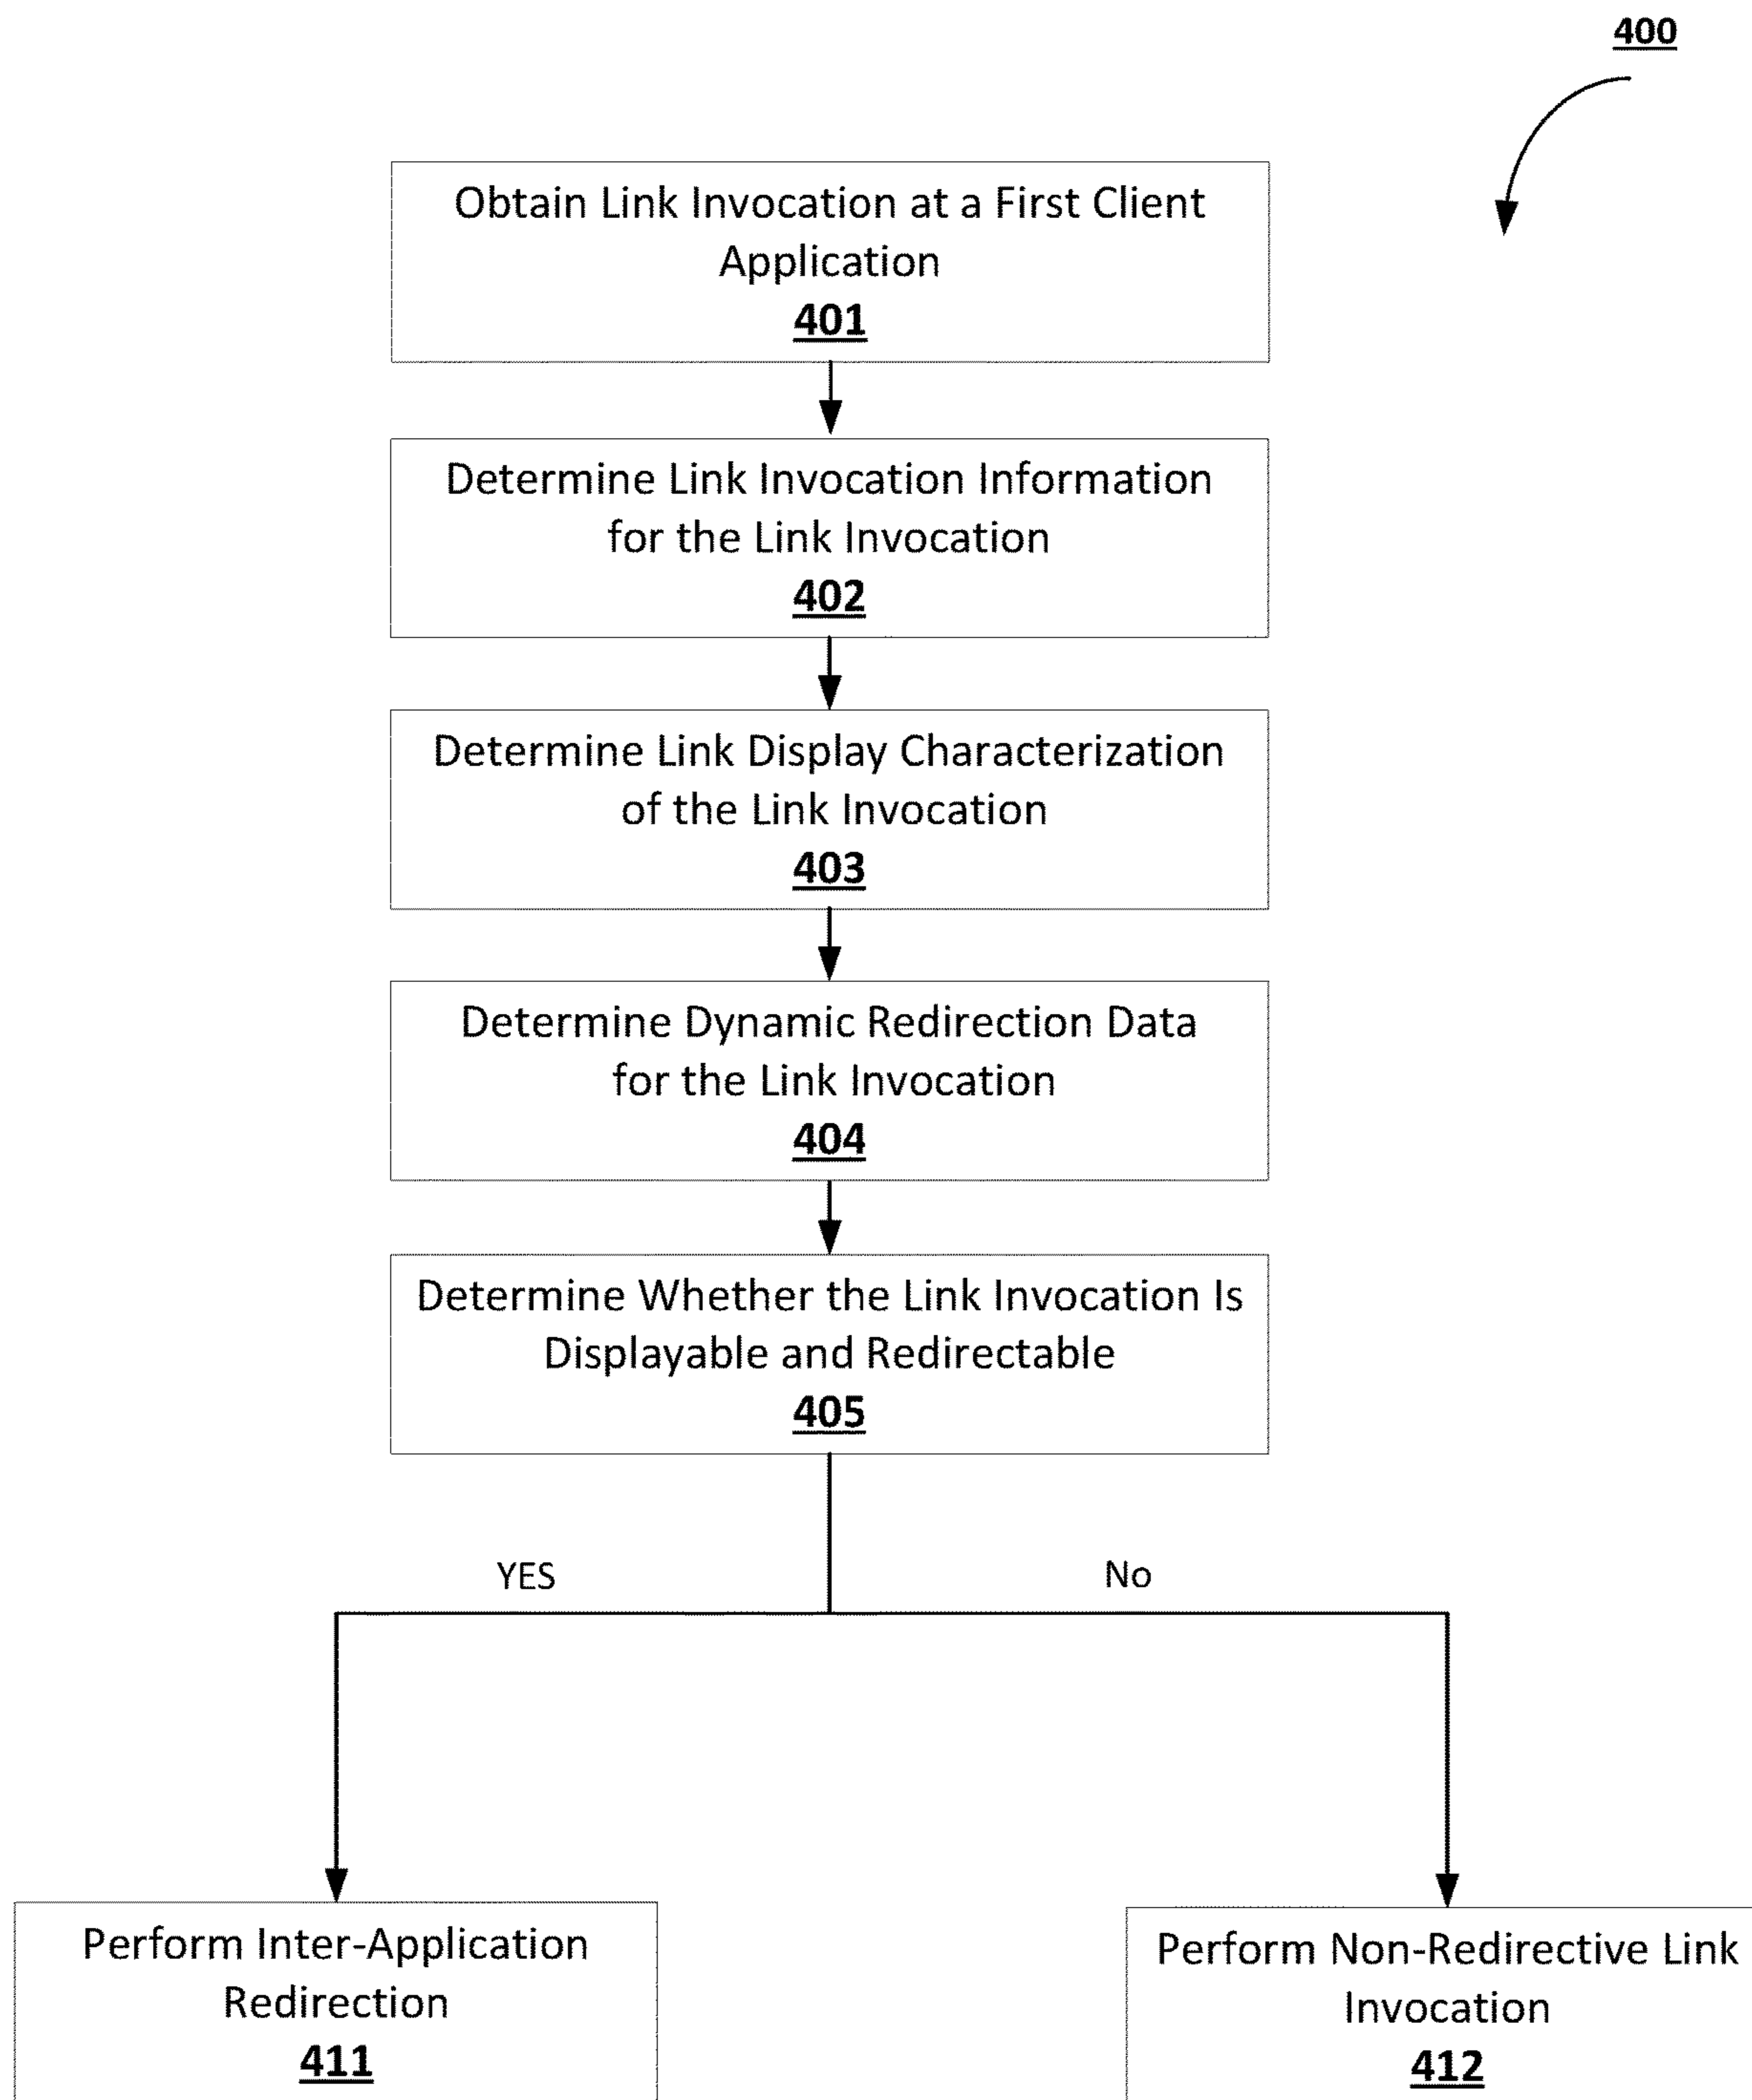 400
Obtain Link Invocation at a First Client
Application
401
Determine Link Invocation Information
for the Link Invocation
402
Determine Link Display Characterization
of the Link Invocation
403
Determine Dynamic Redirection Data
for the Link Invocation
404
Determine Whether the Link Invocation Is
Displayable and Redirectable
405
YES
No
Perform Inter-Application
Redirection
411
Perform Non-Redirective Link
Invocation
412